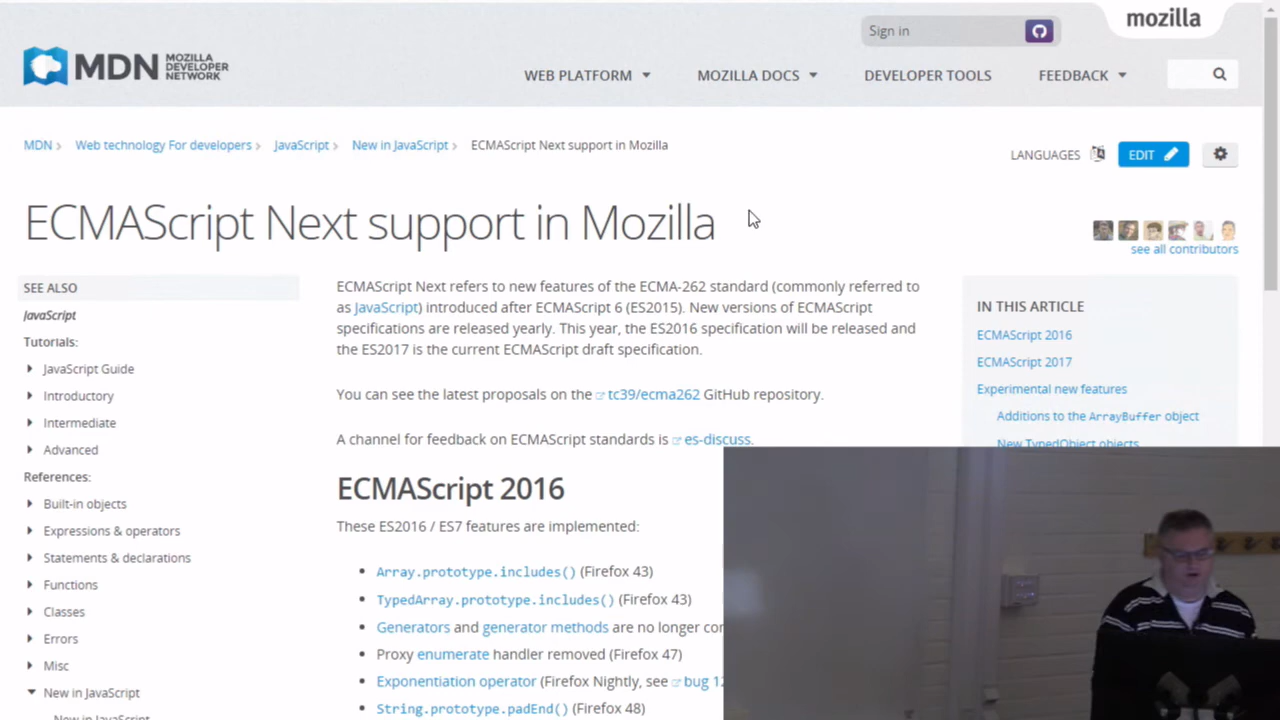 mozilla
Sign in
MDN MOZILLA DEVELOPER NETWORK
WEB PLATFORM
MOZILLA DOCS
DEVELOPER TOOLS
FEEDBACK
MDN
Web technology For developers
JavaScript
New in JavaScript
ECMAScript Next support in Mozilla
LANGUAGES
EDIT
ECMAScript Next support in Mozilla
see all contributors
SEE ALSO
JavaScript
Tutorials:
JavaScript Guide
Introductory
Intermediate
Advanced
References:
Built-in objects
Expressions & operators
Statements & declarations
Functions
Classes
Errors
Misc
New in JavaScript
New in JavaScript
ECMAScript Next refers to new features of the ECMA-262 standard (commonly referred to
as JavaScript) introduced after ECMAScript 6 (ES2015). New versions of ECMAScript
specifications are released yearly. This year, the ES2016 specification will be released and
the ES2017 is the current ECMAScript draft specification.
You can see the latest proposals on the tc39/ecma262 GitHub repository.
A channel for feedback on ECMAScript standards is es-discuss.
ECMAScript 2016
These ES2016 / ES7 features are implemented:
Array.prototype.includes() (Firefox 43)
TypedArray.prototype.includes() (Firefox 43)
Generators and generator methods are no longer
Proxy enumerate handler removed (Firefox 47)
Exponentiation operator (Firefox Nightly, see bug
String.prototype.padEnd() (Firefox 48)
IN THIS ARTICLE
ECMAScript 2016
ECMAScript 2017
Experimental new features
Additions to the ArrayBuffer object
New TypedObject objects